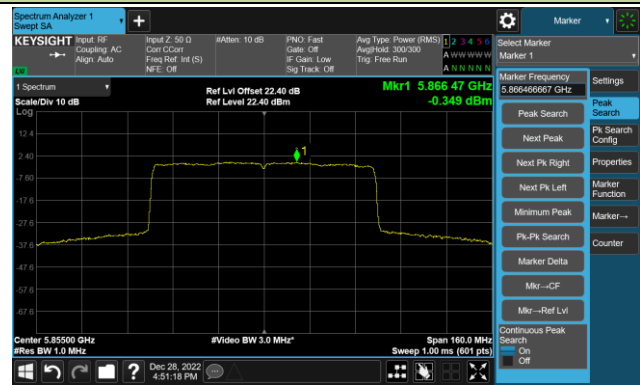 Spectrum Analyzer 1
Swept SA
+
Marker
KEYSIGHT
Input: RF
Coupling: AC
Align: Auto
Input Z: 50 Ω
Corr CCorr
Freq Ref: Int (S)
NFE: Off
#Atten: 10 dB
PNO: Fast
Gate: Off
IF Gain: Low
Sig Track: Off
Avg Type: Power (RMS)
Avg|Hold: 300/300
Trig: Free Run
1 2 3 4 5 6
A W W W W W
A N N N N N
Select Marker
Marker 1
1 Spectrum
Scale/Div 10 dB
Log
Ref Lvl Offset 22.40 dB
Ref Level 22.40 dBm
Mkr1 5.866 47 GHz
-0.349 dBm
12.4
2.40
-7.60
-17.6
-27.6
-37.6
-47.6
-57.6
-67.6
1
Center 5.85500 GHz
#Res BW 1.0 MHz
#Video BW 3.0 MHz*
Span 160.0 MHz
Sweep 1.00 ms (601 pts)
Marker Frequency
5.866466667 GHz
Peak Search
Next Peak
Next Pk Right
Next Pk Left
Minimum Peak
Pk-Pk Search
Marker Delta
Mkr→CF
Mkr→Ref Lvl
Continuous Peak
Search
On
Off
Settings
Peak
Search
Pk Search
Config
Properties
Marker
Function
Marker→
Counter
?
Dec 28, 2022
4:51:18 PM